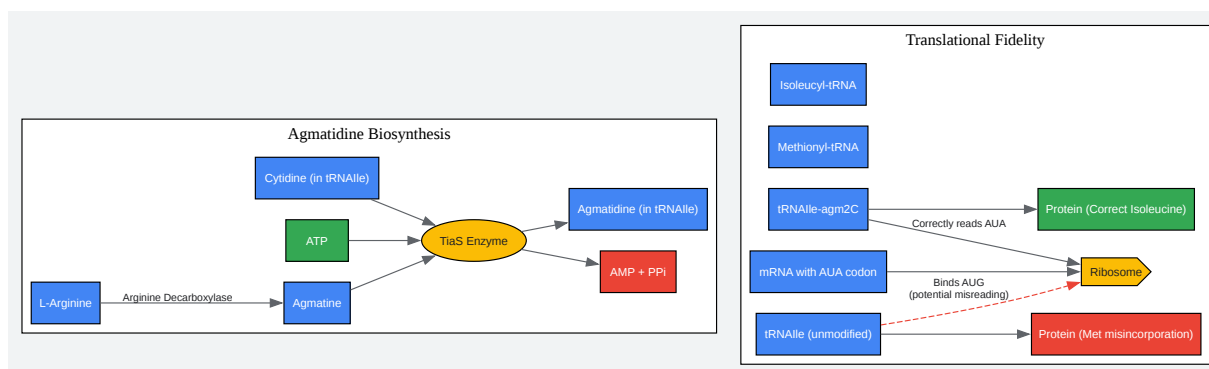 Agmatidine Biosynthesis
Cytidine (in tRNAIle)
ATP
L-Arginine
Arginine Decarboxylase
Agmatine
TiaS Enzyme
Agmatidine (in tRNAIle)
AMP + PPi
Translational Fidelity
Isoleucyl-tRNA
Methionyl-tRNA
tRNAIle-agm2C
Correctly reads AUA
Protein (Correct Isoleucine)
mRNA with AUA codon
Ribosome
Binds AUG
(potential misreading)
tRNAIle (unmodified)
Protein (Met misincorporation)